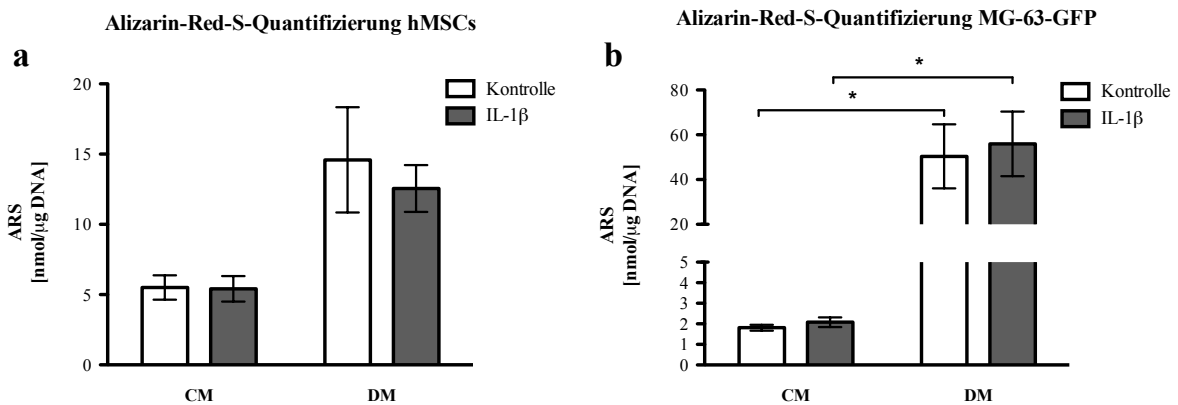 Alizarin-Red-S-Quantifizierung hMSCs
a
20
15
10
5
0
ARS
[nmol/µg DNA]
CM
DM
Kontrolle
IL-1β
Alizarin-Red-S-Quantifizierung MG-63-GFP
b
80
60
40
20
5
4
3
2
1
0
ARS
[nmol/µg DNA]
*
*
CM
DM
Kontrolle
IL-1β